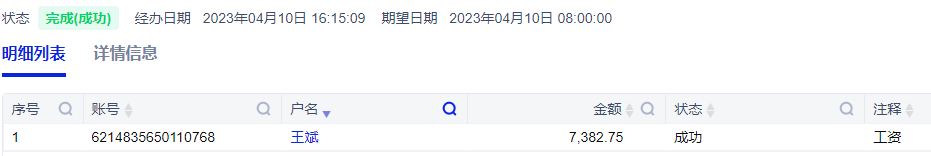 状态 完成(成功) 经办日期 2023年04月10日 16:15:09 期望日期 2023年04月10日 08:00:00
明细列表 详情信息
序号 账号 户名 金额 状态 注释
1 6214835650110768 王斌 7,382.75 成功 工资